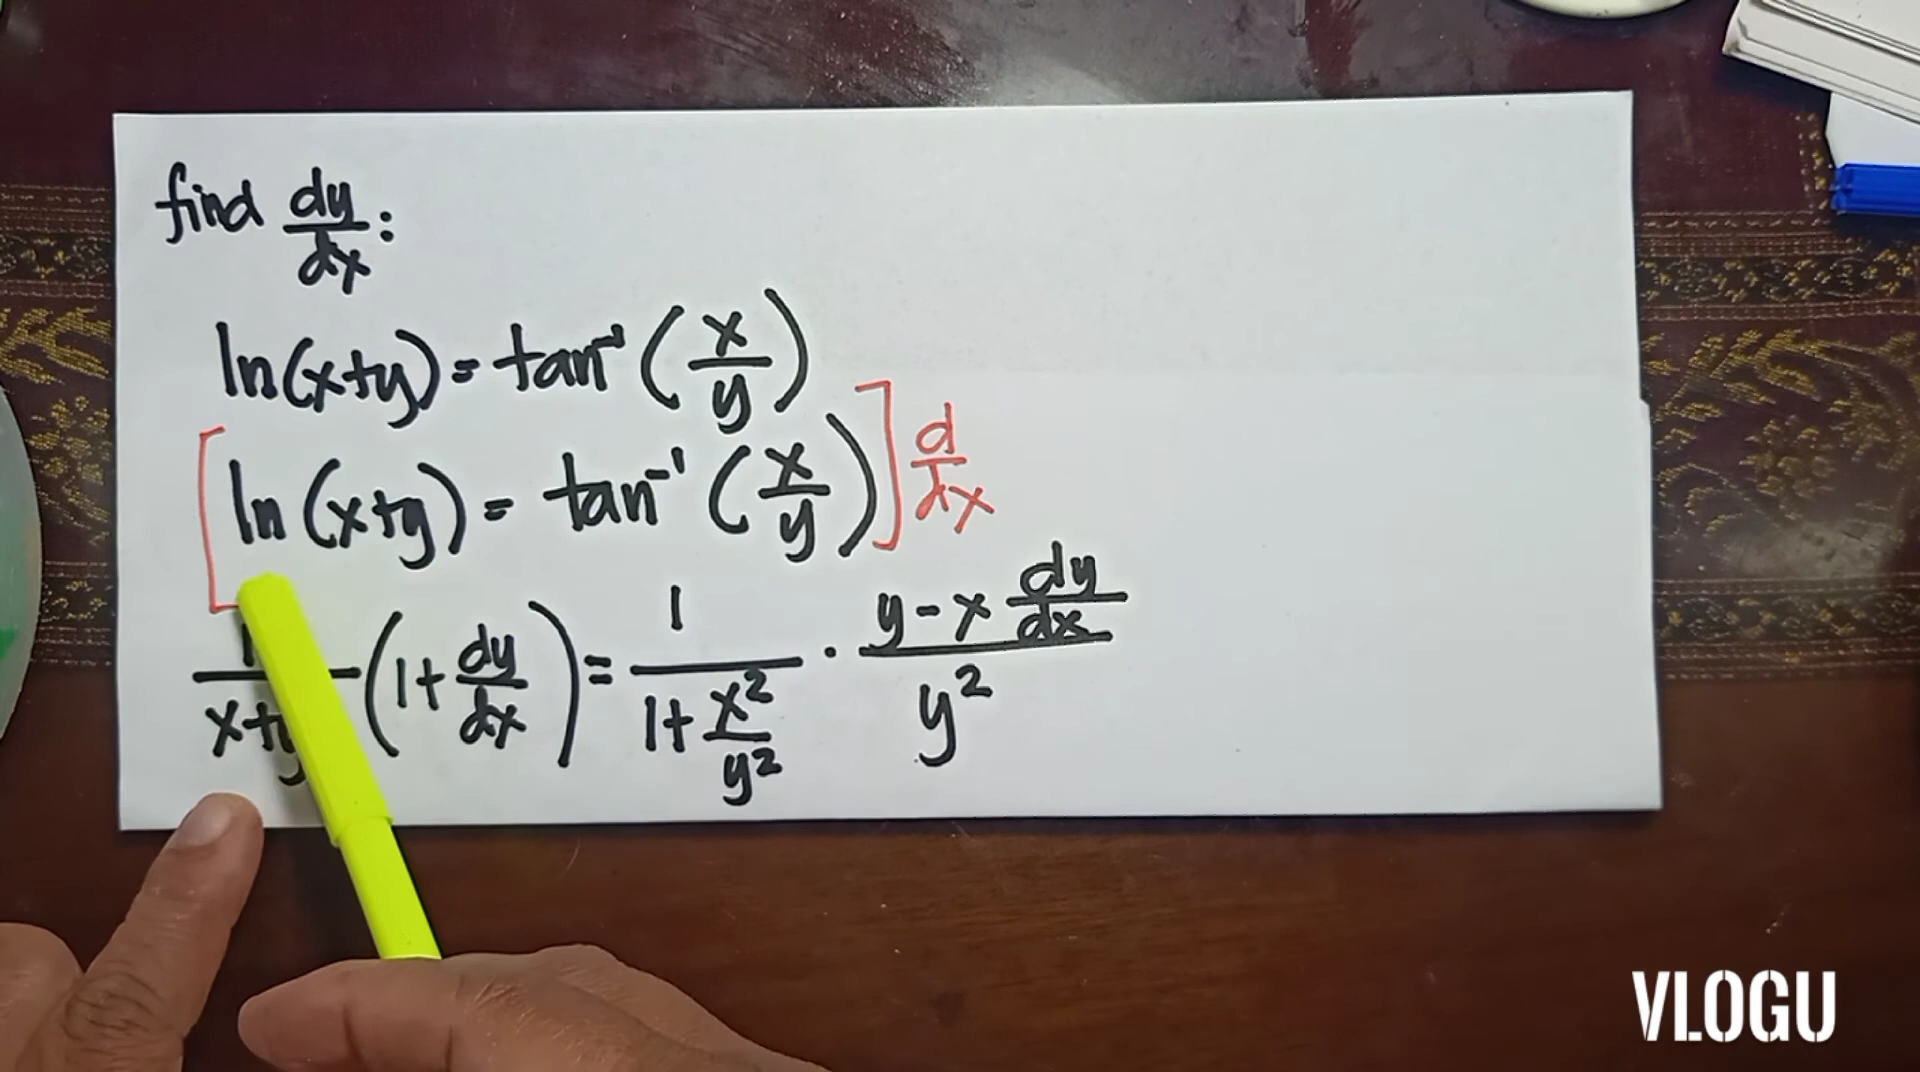 find dy/dx:
ln(x+y) = tan⁻¹(x/y)
[ln(x+y) = tan⁻¹(x/y)] d/dx
1/(x+y) (1+dy/dx) = 1/(1+x²/y²) · (y-x dy/dx)/y²
VLOGU